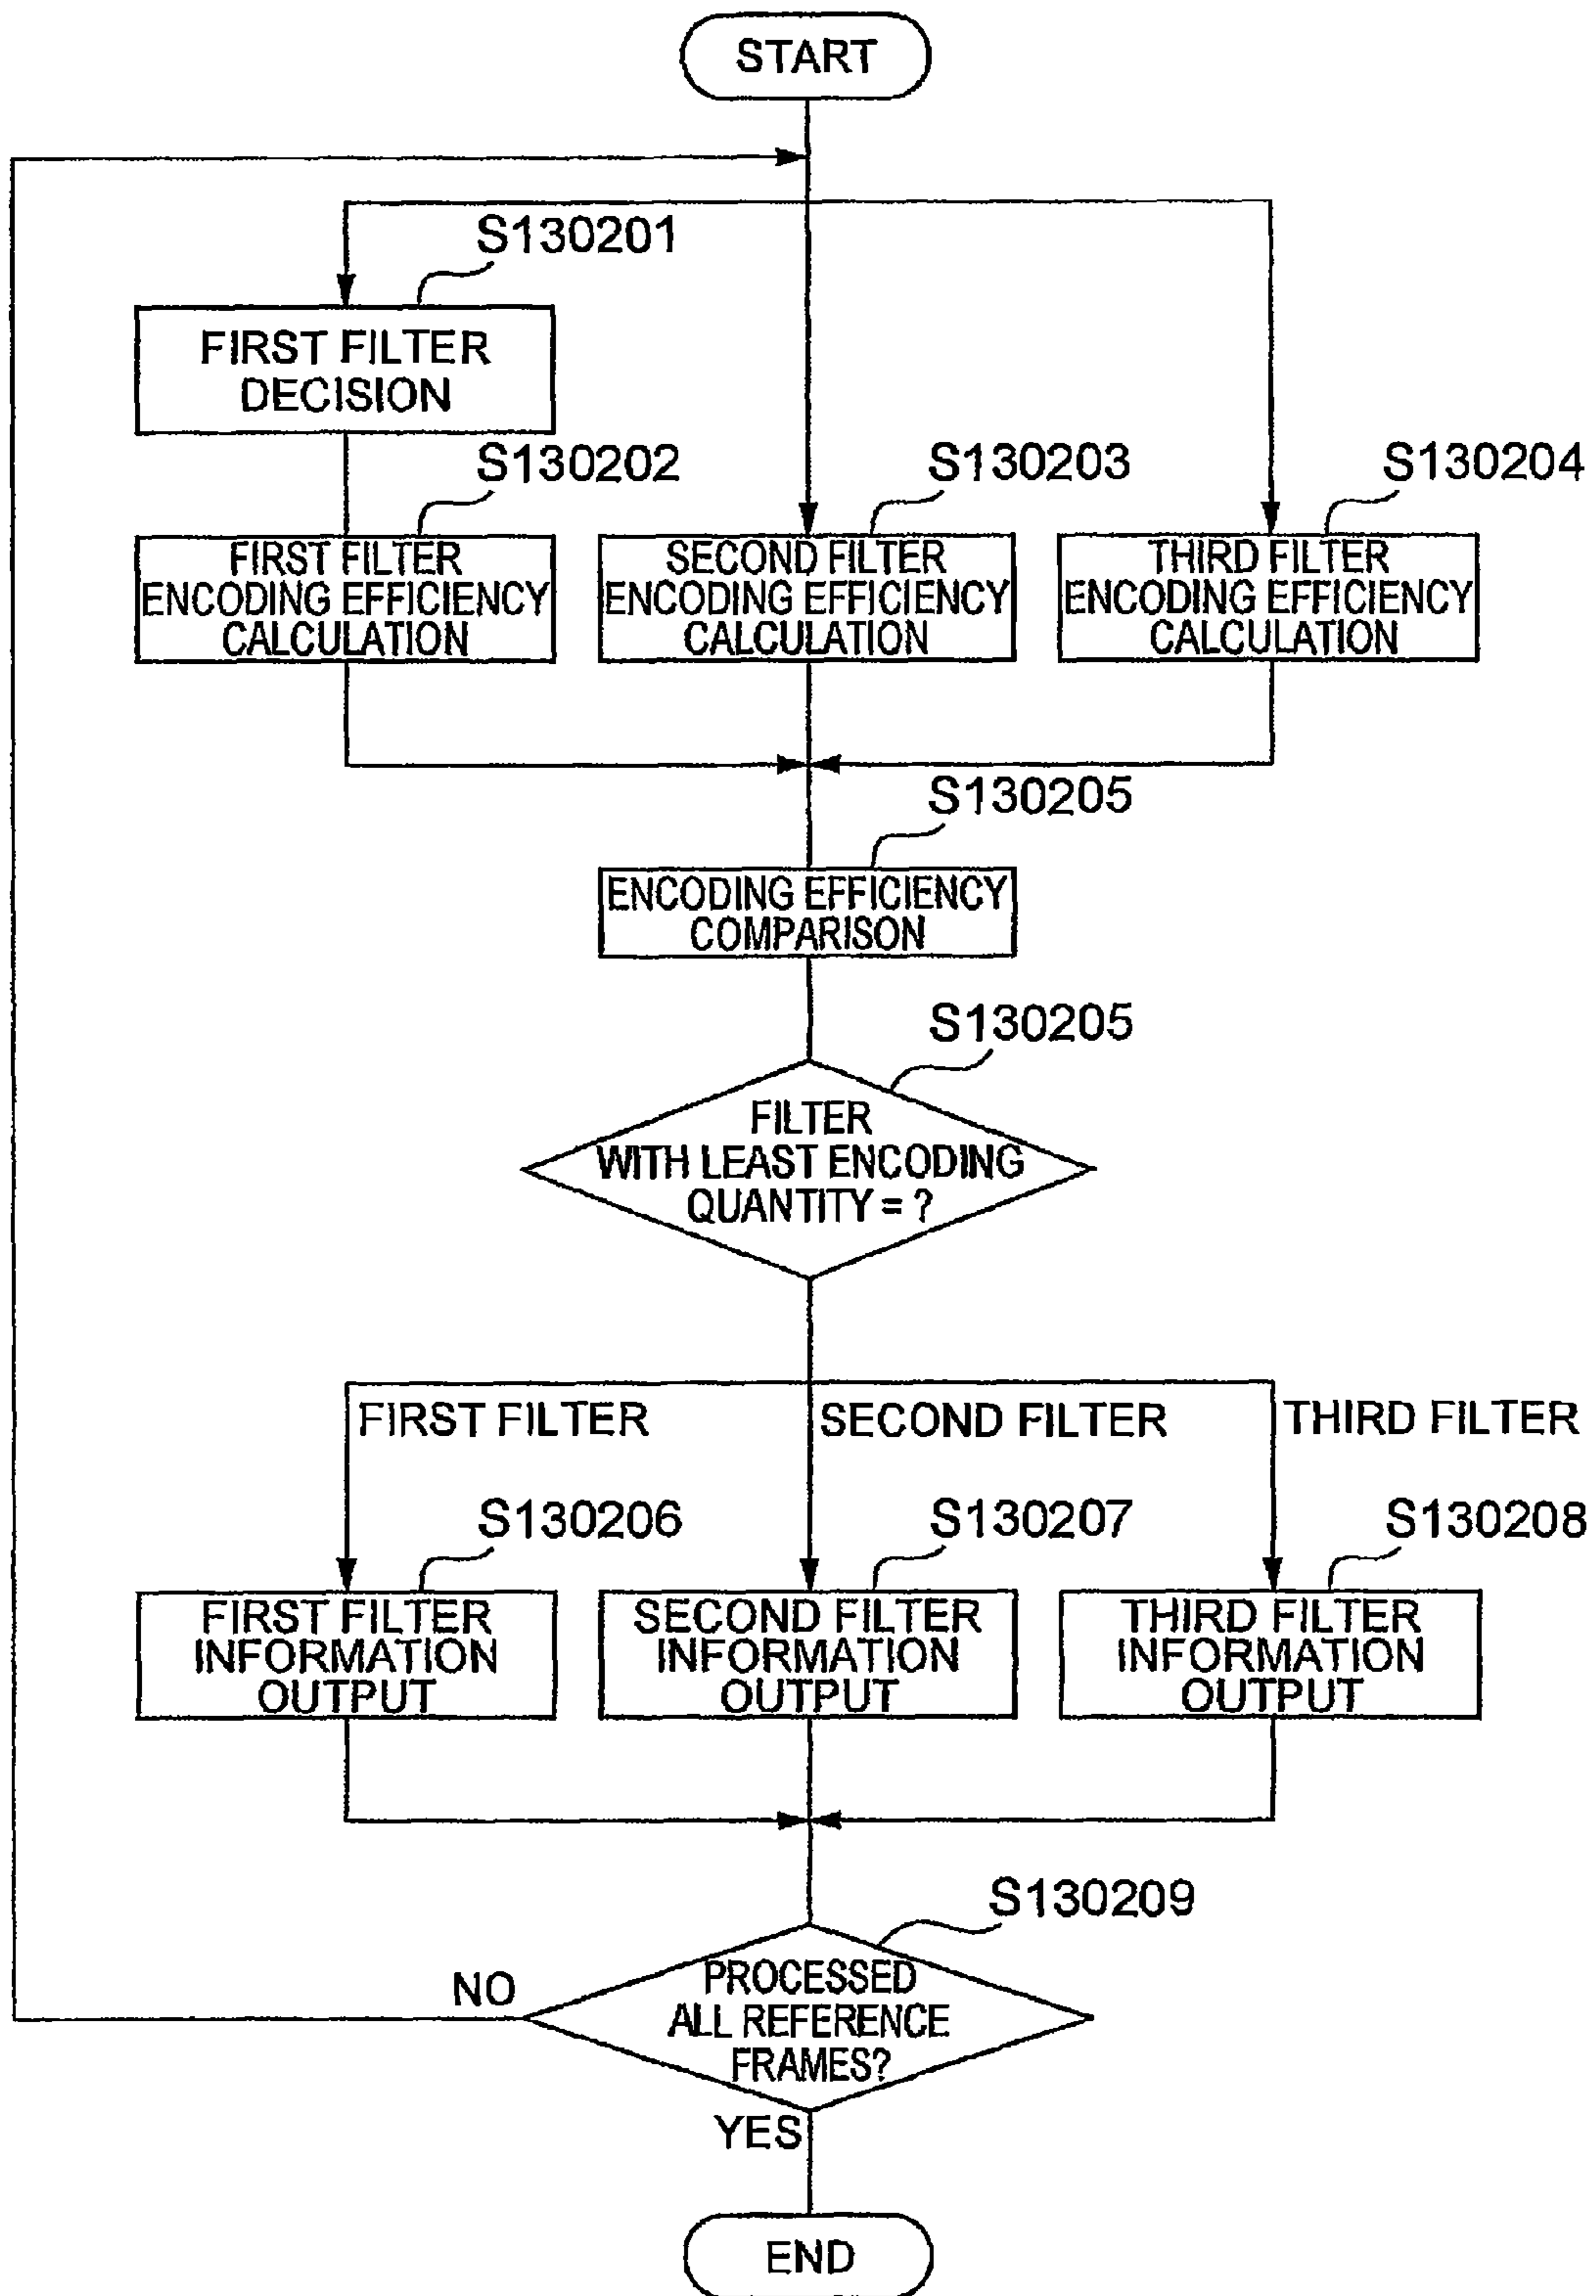 START
S130201
FIRST FILTER
DECISION
S130202
S130203
S130204
FIRST FILTER
ENCODING EFFICIENCY
CALCULATION
SECOND FILTER
ENCODING EFFICIENCY
CALCULATION
THIRD FILTER
ENCODING EFFICIENCY
CALCULATION
S130205
ENCODING EFFICIENCY
COMPARISON
S130205
FILTER
WITH LEAST ENCODING
QUANTITY = ?
FIRST FILTER
SECOND FILTER
THIRD FILTER
S130206
S130207
S130208
FIRST FILTER
INFORMATION
OUTPUT
SECOND FILTER
INFORMATION
OUTPUT
THIRD FILTER
INFORMATION
OUTPUT
S130209
PROCESSED
ALL REFERENCE
FRAMES?
NO
YES
END